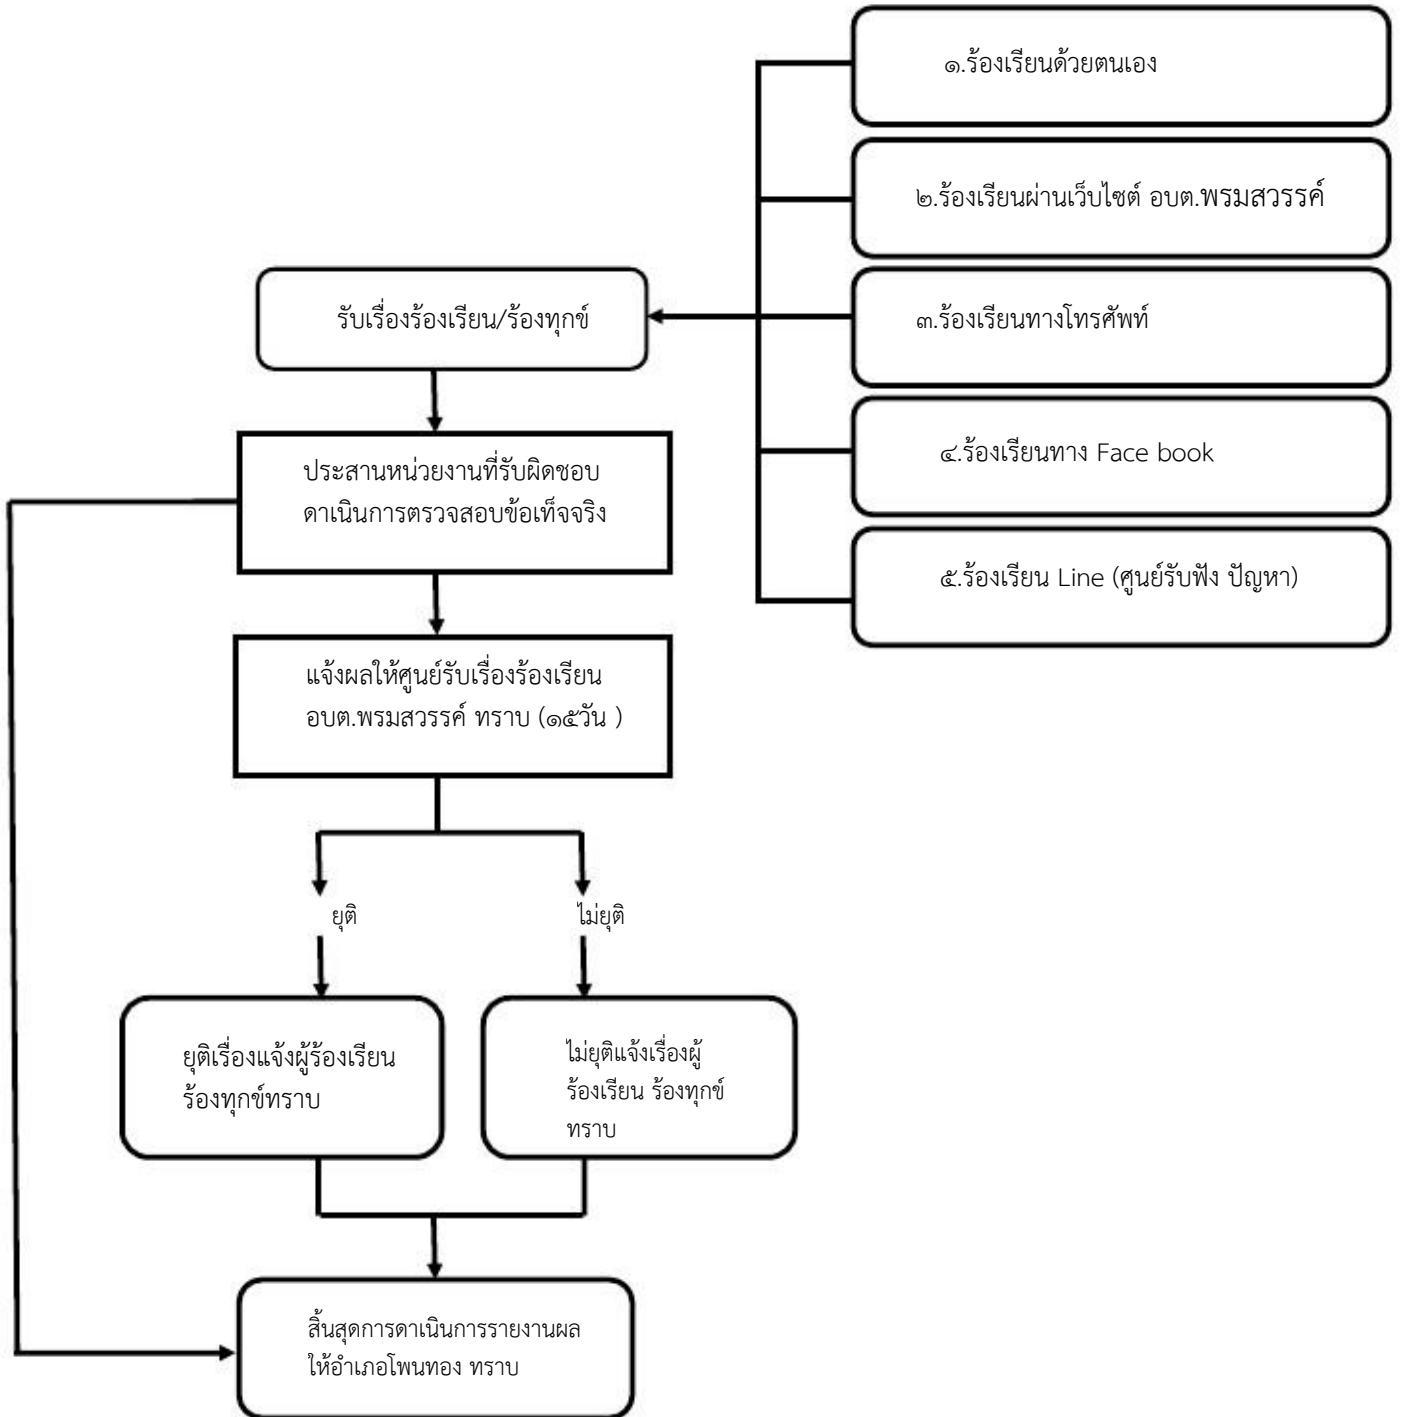 ๑.ร้องเรียนด้วยตนเอง
๒.ร้องเรียนผ่านเว็บไซต์ อบต.พรมสวรรค์
รับเรื่องร้องเรียน/ร้องทุกข์
๓.ร้องเรียนทางโทรศัพท์
๔.ร้องเรียนทาง Face book
ประสานหน่วยงานที่รับผิดชอบ
ดาเนินการตรวจสอบข้อเท็จจริง
๕.ร้องเรียน Line (ศูนย์รับฟัง ปัญหา)
แจ้งผลให้ศูนย์รับเรื่องร้องเรียน
อบต.พรมสวรรค์ ทราบ (๑๕วัน )
ยุติ
ไม่ยุติ
ยุติเรื่องแจ้งผู้ร้องเรียน
ร้องทุกข์ทราบ
ไม่ยุติแจ้งเรื่องผู้
ร้องเรียน ร้องทุกข์
ทราบ
สิ้นสุดการดาเนินการรายงานผล
ให้อำเภอโพนทอง ทราบ